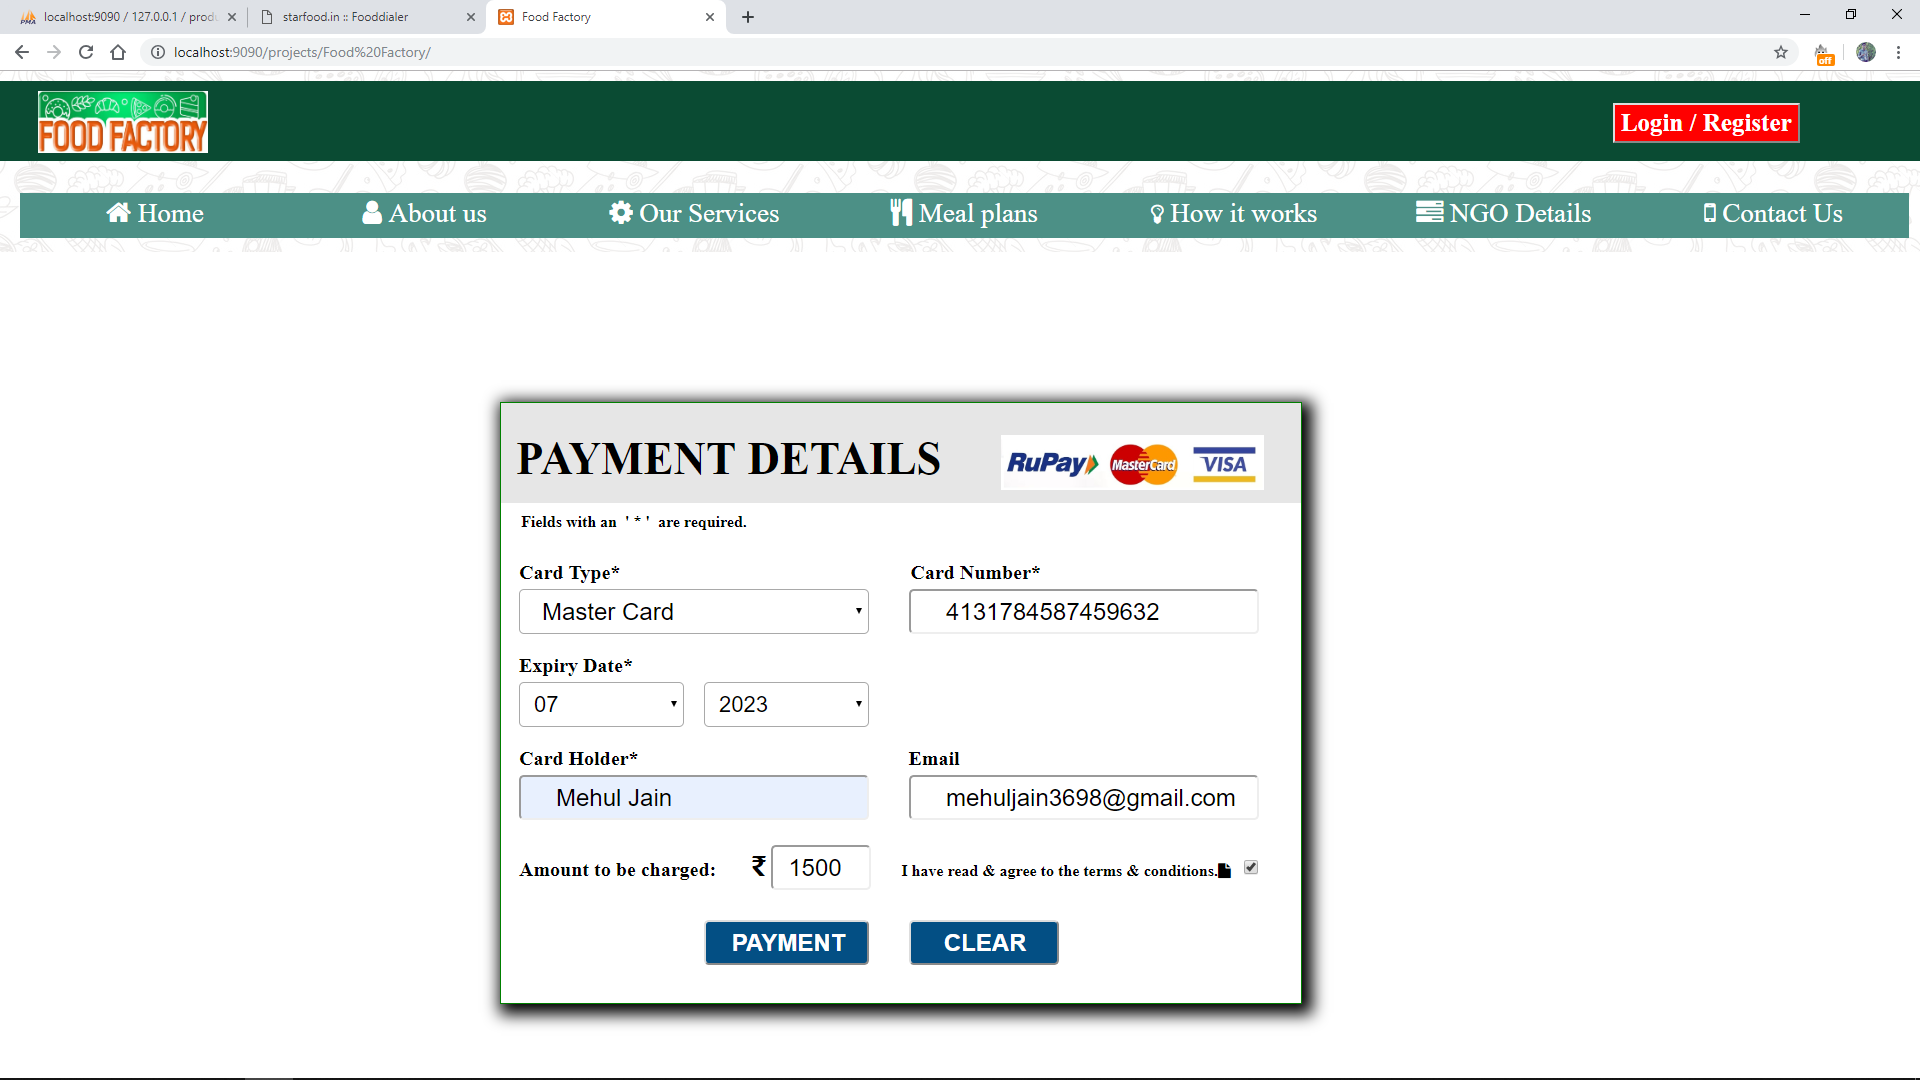 localhost:9090 / 127.0.0.1 / produ
starfood.in :: Fooddialer
Food Factory
localhost:9090/projects/Food%20Factory/
off
FOOD FACTORY
Login / Register
Home
About us
Our Services
Meal plans
How it works
NGO Details
Contact Us
PAYMENT DETAILS
RuPay
MasterCard
VISA
Fields with an ' * ' are required.
Card Type*
Card Number*
Master Card
4131784587459632
Expiry Date*
07
2023
Card Holder*
Email
Mehul Jain
mehuljain3698@gmail.com
Amount to be charged:
₹
1500
I have read & agree to the terms & conditions.
PAYMENT
CLEAR